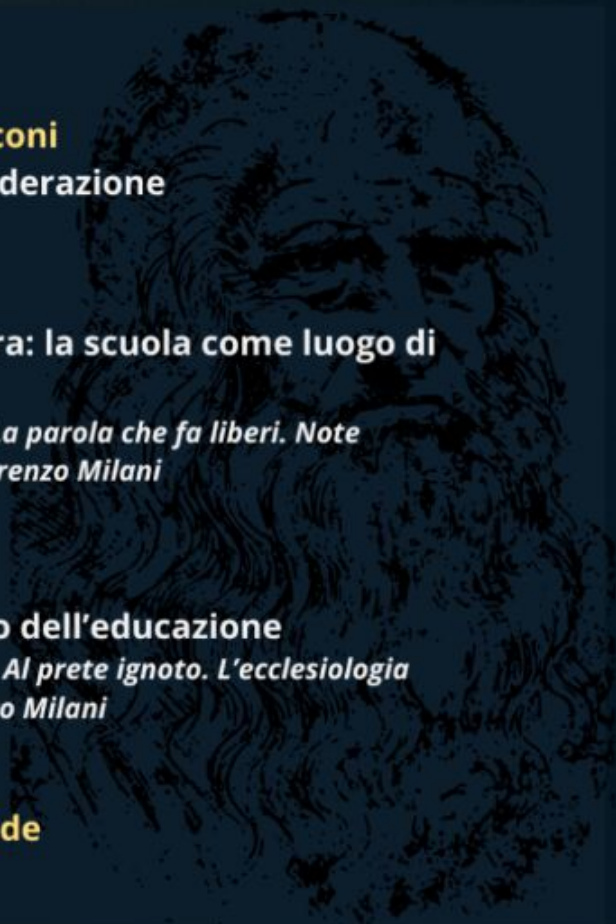 coni
derazione
ra: la scuola come luogo di
a parola che fa liberi. Note
renzo Milani
o dell’educazione
Al prete ignoto. L’ecclesiologia
o Milani
de